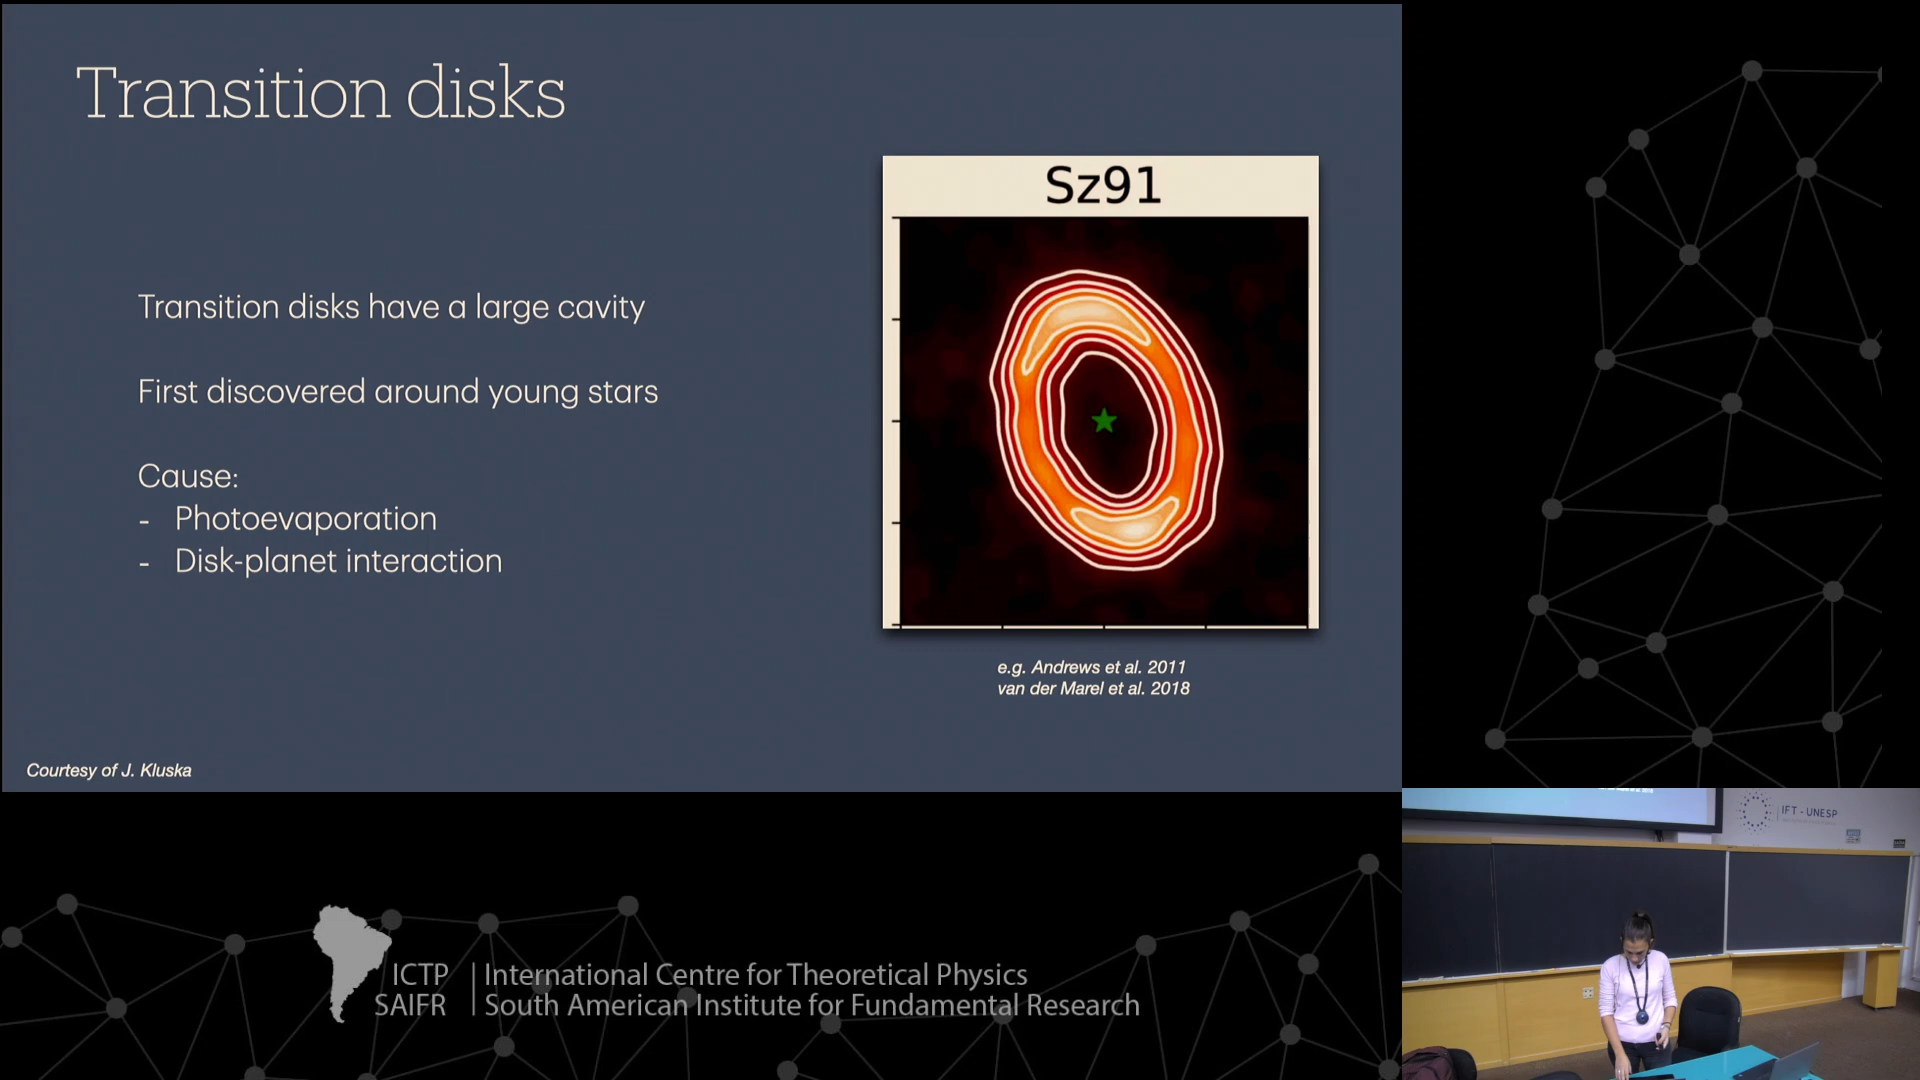 Transition disks
Transition disks have a large cavity
First discovered around young stars
Cause:
- Photoevaporation
- Disk-planet interaction
Sz91
e.g. Andrews et al. 2011
van der Marel et al. 2018
Courtesy of J. Kluska
IFT - UNESP
ICTP
SAIFR
International Centre for Theoretical Physics
South American Institute for Fundamental Research